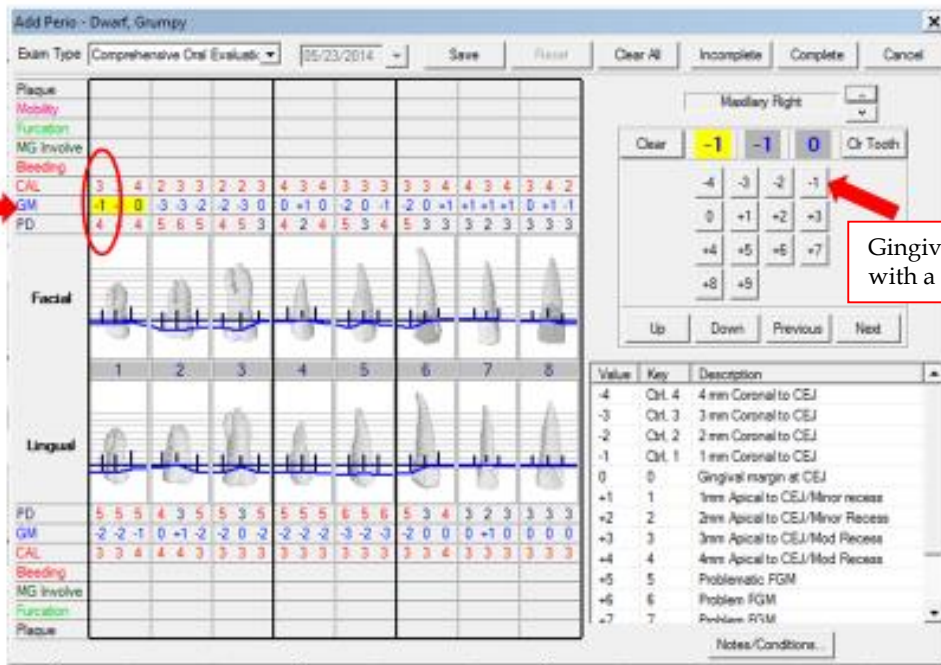 Add Perio - Dwarf, Grumpy
Exam Type Comprehensive Oral Evaluatic 05/23/2014 Save Reset Clear All Incomplete Complete Cancel
Plaque
Mobility
Furcation
MG Involve
Bleeding
CAL 3 4 2 3 3 2 2 3 4 3 4 3 3 3 3 3 4 4 3 4 3 4 2
GM -1 - 0 -3 -3 -2 -2 -3 0 0 +1 0 -2 0 -1 -2 0 +1 +1 +1 +1 0 +1 -1
PD 4 4 5 6 5 4 5 3 4 2 4 5 3 4 5 3 3 3 2 3 3 3 3
Facial
1 2 3 4 5 6 7 8
Lingual
PD 5 5 5 4 3 5 5 3 5 5 5 5 6 5 6 5 3 4 3 2 3 3 3 3
GM -2 -2 -1 0 +1 -2 -2 0 -2 -2 -2 -2 -3 -2 -3 -2 0 0 0 +1 0 0 0 0
CAL 3 3 4 4 4 3 3 3 3 3 3 3 3 3 3 3 3 4 3 3 3 3 3 3
Bleeding
MG Involve
Furcation
Plaque
Maxillary Right
Clear -1 -1 0 Clr Tooth
-4 -3 -2 -1
0 +1 +2 +3
+4 +5 +6 +7
+8 +9
Gingiv
with a
Up Down Previous Next
Value Key Description
-4 Ctrl. 4 4 mm Coronal to CEJ
-3 Ctrl. 3 3 mm Coronal to CEJ
-2 Ctrl. 2 2 mm Coronal to CEJ
-1 Ctrl. 1 1 mm Coronal to CEJ
0 0 Gingival margin at CEJ
+1 1 1mm Apical to CEJ/Minor recess
+2 2 2mm Apical to CEJ/Minor Recess
+3 3 3mm Apical to CEJ/Mod Recess
+4 4 4mm Apical to CEJ/Mod Recess
+5 5 Problematic FGM
+6 6 Problem FGM
+7 7 Problem FGM
Notes/Conditions...